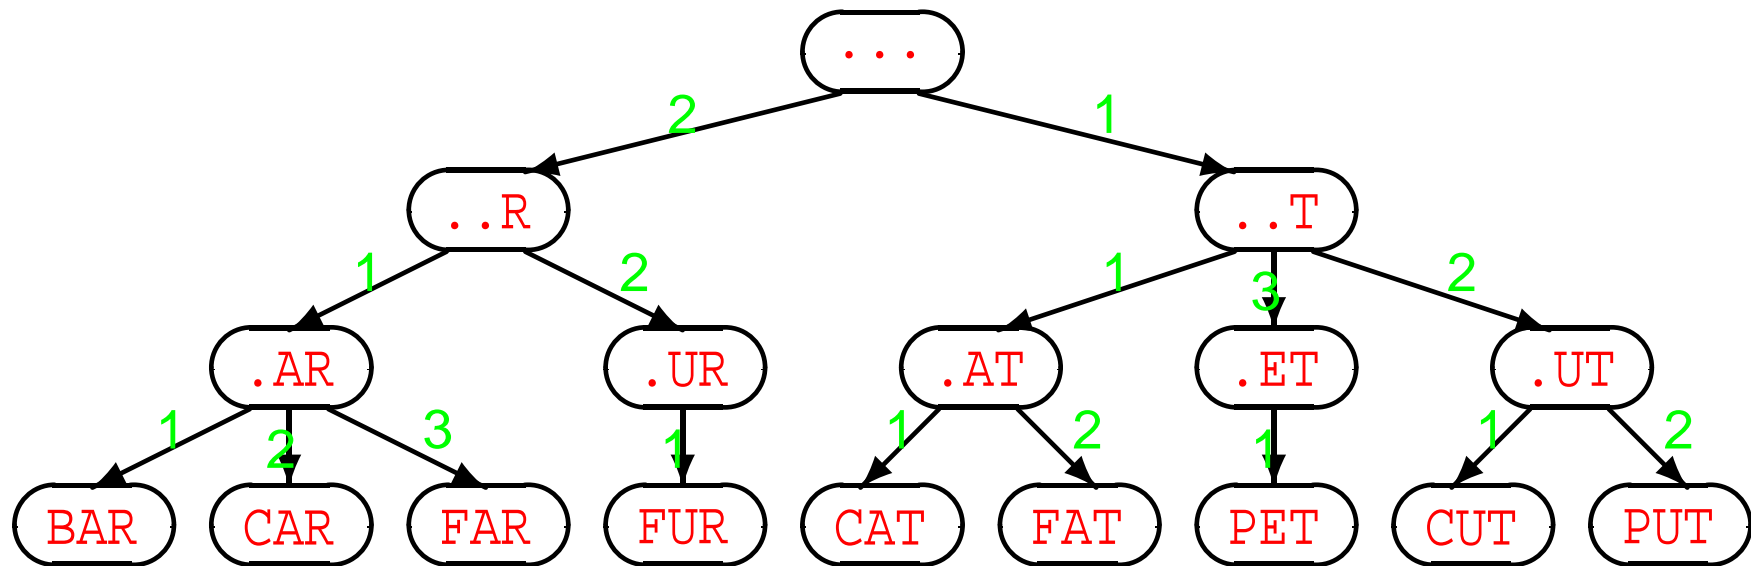 ...
2 1
..R ..T
1 2 1 3 2
.AR .UR .AT .ET .UT
1 2 3 1 1 2 1 1 2
BAR CAR FAR FUR CAT FAT PET CUT PUT